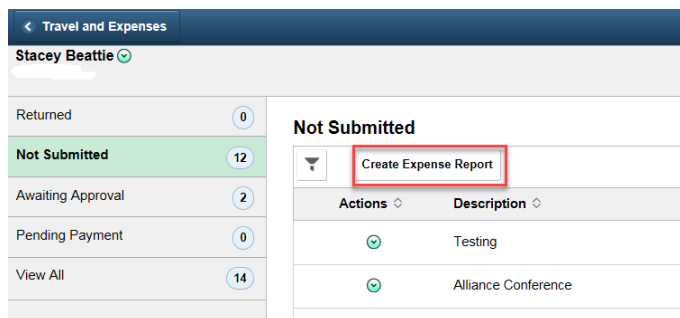 Travel and Expenses
Stacey Beattie
Returned 0
Not Submitted 12
Awaiting Approval 2
Pending Payment 0
View All 14
Not Submitted
Create Expense Report
Actions Description
Testing
Alliance Conference